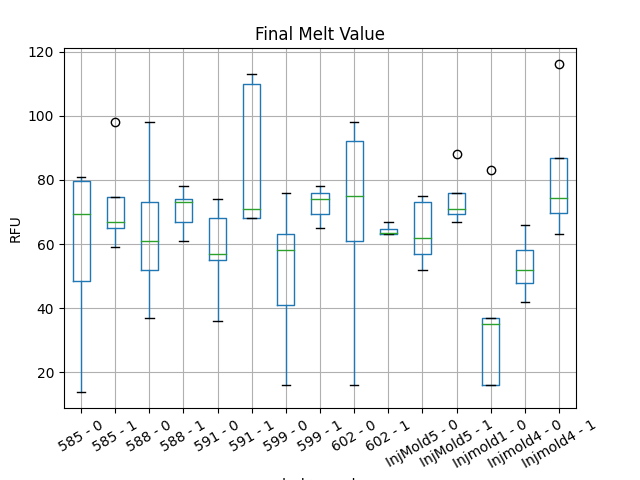 Final Melt Value
RFU
120
100
80
60
40
20
585 - 0
585 - 1
588 - 0
588 - 1
591 - 0
591 - 1
599 - 0
599 - 1
602 - 0
602 - 1
InjMold5 - 0
InjMold5 - 1
Injmold1 - 0
Injmold4 - 0
Injmold4 - 1